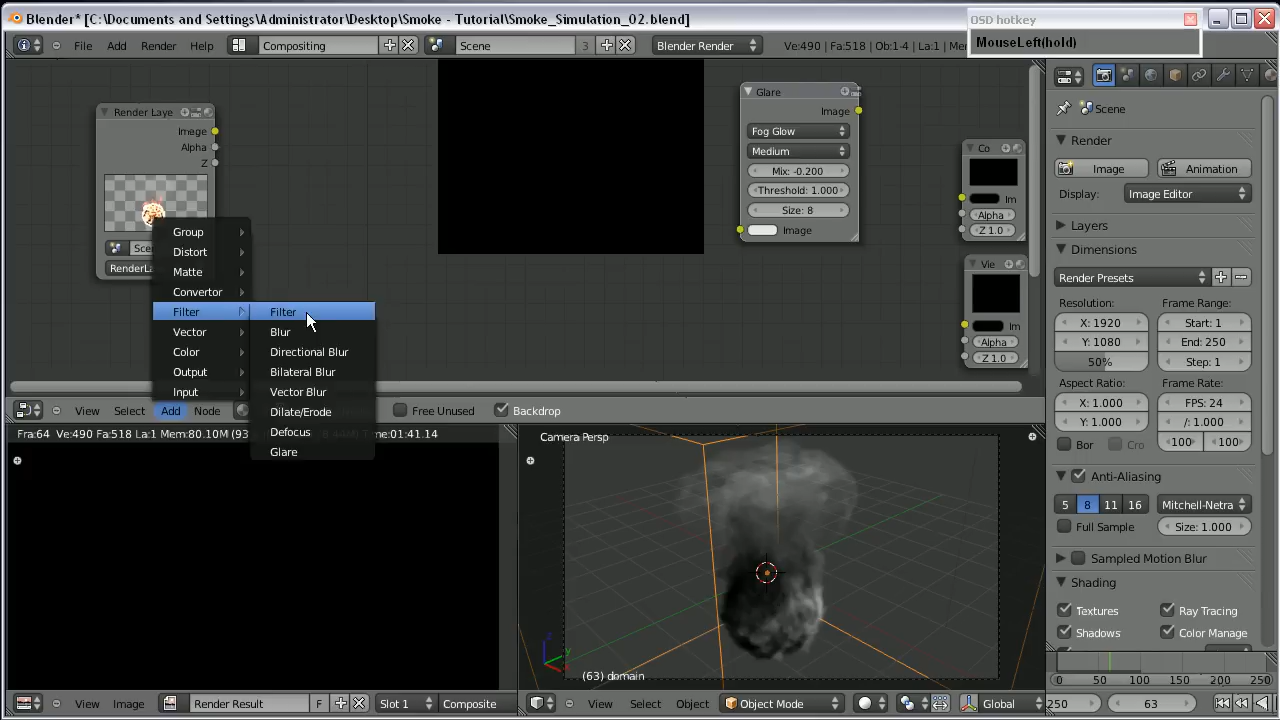 Blender* [C:\Documents and Settings\Administrator\Desktop\Smoke - Tutorial\Smoke_Simulation_02.blend]
OSD hotkey
MouseLeft(hold)
File Add Render Help Compositing Scene 3 Blender Render Ve:490 | Fa:518 | Ob:1-4 | La:1 | Me
Render Laye
Image
Alpha
Z
Scer
RenderLa
Group
Distort
Matte
Convertor
Filter
Vector
Color
Output
Input
Filter
Blur
Directional Blur
Bilateral Blur
Vector Blur
Dilate/Erode
Defocus
Glare
Glare
Image
Fog Glow
Medium
Mix: -0.200
Threshold: 1.000
Size: 8
Image
Co
Im
Alpha
Z 1.0
Vie
Im
Alpha
Z 1.0
View Select Add Node Free Unused Backdrop
Fra:64 Ve:490 Fa:518 La:1 Mem:80.10M (93
Time:01:41.14
View Image Render Result F Slot 1 Composite
Camera Persp
(63) domain
View Select Object Object Mode Global
Scene
Render
Image Animation
Display: Image Editor
Layers
Dimensions
Render Presets
Resolution: Frame Range:
X: 1920 Start: 1
Y: 1080 End: 250
50% Step: 1
Aspect Ratio: Frame Rate:
X: 1.000 FPS: 24
Y: 1.000 /: 1.000
Bor Cro 100 100
Anti-Aliasing
5 8 11 16 Mitchell-Netra
Full Sample Size: 1.000
Sampled Motion Blur
Shading
Textures Ray Tracing
Shadows Color Manage
0 50 100 150 200 250
250 63